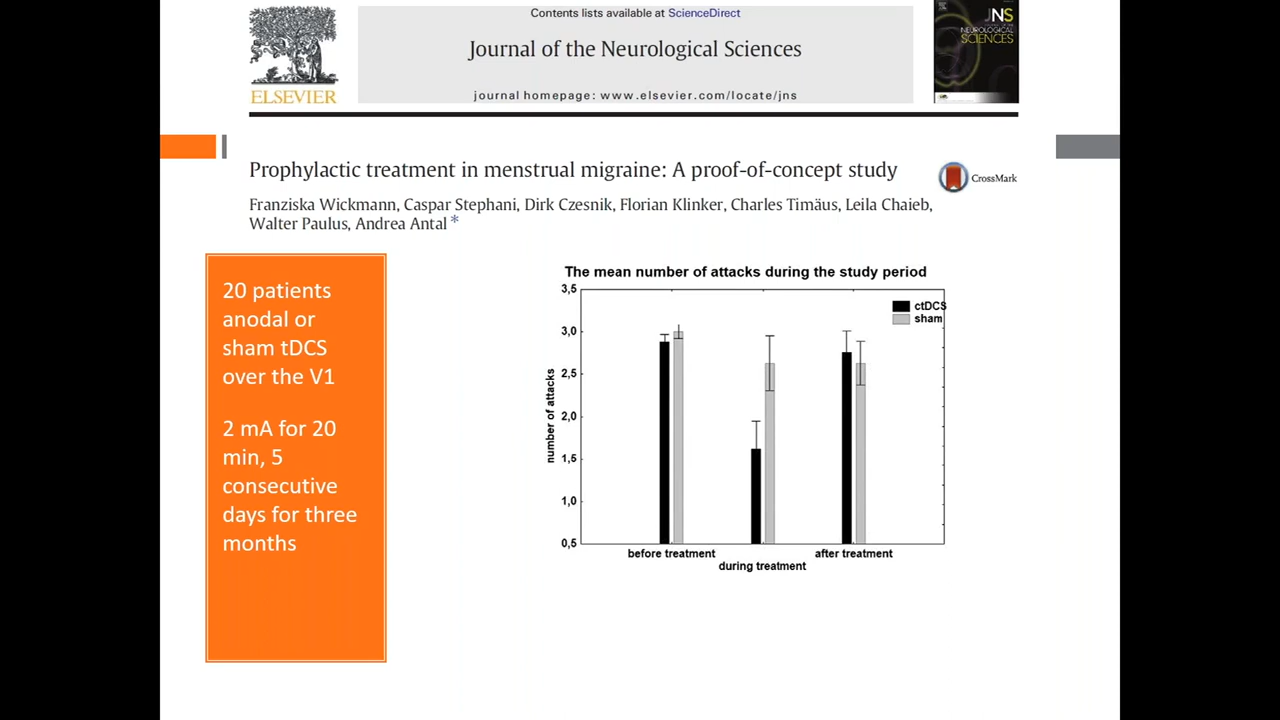 Contents lists available at ScienceDirect
Journal of the Neurological Sciences
journal homepage: www.elsevier.com/locate/jns
ELSEVIER
JNS
NEUROLOGICAL
SCIENCES
Prophylactic treatment in menstrual migraine: A proof-of-concept study
CrossMark
Franziska Wickmann, Caspar Stephani, Dirk Czesnik, Florian Klinker, Charles Timäus, Leila Chaieb,
Walter Paulus, Andrea Antal *
20 patients
anodal or
sham tDCS
over the V1
2 mA for 20
min, 5
consecutive
days for three
months
The mean number of attacks during the study period
3,5
3,0
2,5
2,0
1,5
1,0
0,5
number of attacks
ctDCS
sham
before treatment
during treatment
after treatment